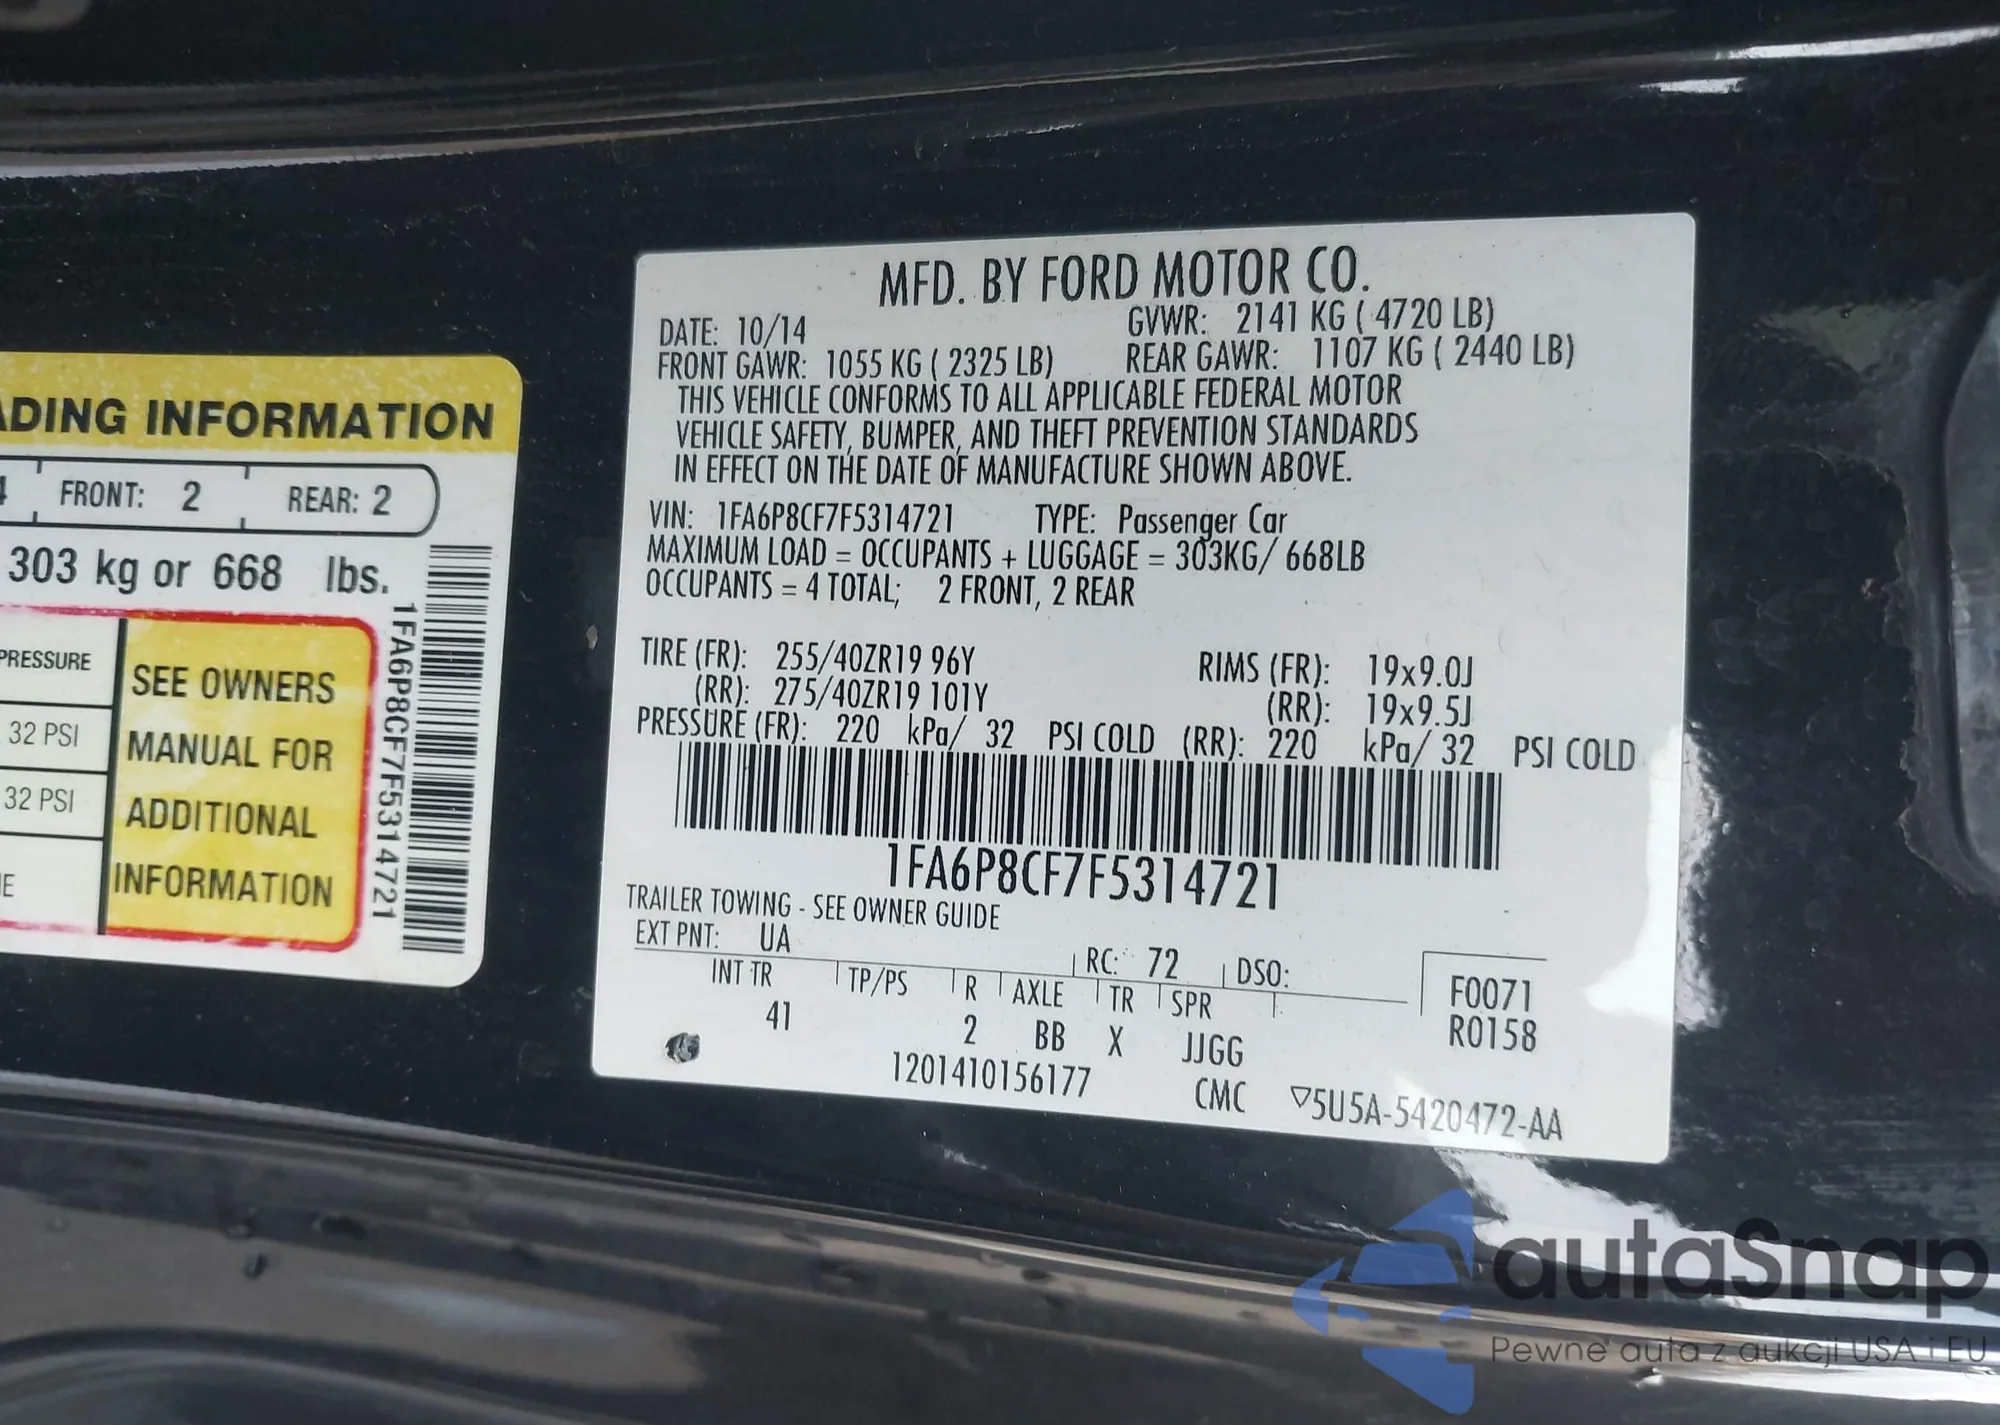 ADING INFORMATION
4 FRONT: 2 REAR: 2
303 kg or 668 lbs.
PRESSURE
32 PSI
32 PSI
E
SEE OWNERS
MANUAL FOR
ADDITIONAL
INFORMATION
1FA6P8CF7F5314721
MFD. BY FORD MOTOR CO.
DATE: 10/14 GVWR: 2141 KG ( 4720 LB)
FRONT GAWR: 1055 KG ( 2325 LB) REAR GAWR: 1107 KG ( 2440 LB)
THIS VEHICLE CONFORMS TO ALL APPLICABLE FEDERAL MOTOR
VEHICLE SAFETY, BUMPER, AND THEFT PREVENTION STANDARDS
IN EFFECT ON THE DATE OF MANUFACTURE SHOWN ABOVE.
VIN: 1FA6P8CF7F5314721 TYPE: Passenger Car
MAXIMUM LOAD = OCCUPANTS + LUGGAGE = 303KG/ 668LB
OCCUPANTS = 4 TOTAL; 2 FRONT, 2 REAR
TIRE (FR): 255/40ZR19 96Y RIMS (FR): 19x9.0J
(RR): 275/40ZR19 101Y (RR): 19x9.5J
PRESSURE (FR): 220 kPa/ 32 PSI COLD (RR): 220 kPa/ 32 PSI COLD
1FA6P8CF7F5314721
TRAILER TOWING - SEE OWNER GUIDE
EXT PNT: UA RC: 72 DSO:
INT TR TP/PS R AXLE TR SPR F0071
41 2 BB X JJGG R0158
1201410156177 CMC ▽5U5A-5420472-AA
autaSnap
Pewne auta z aukcji USA i EU